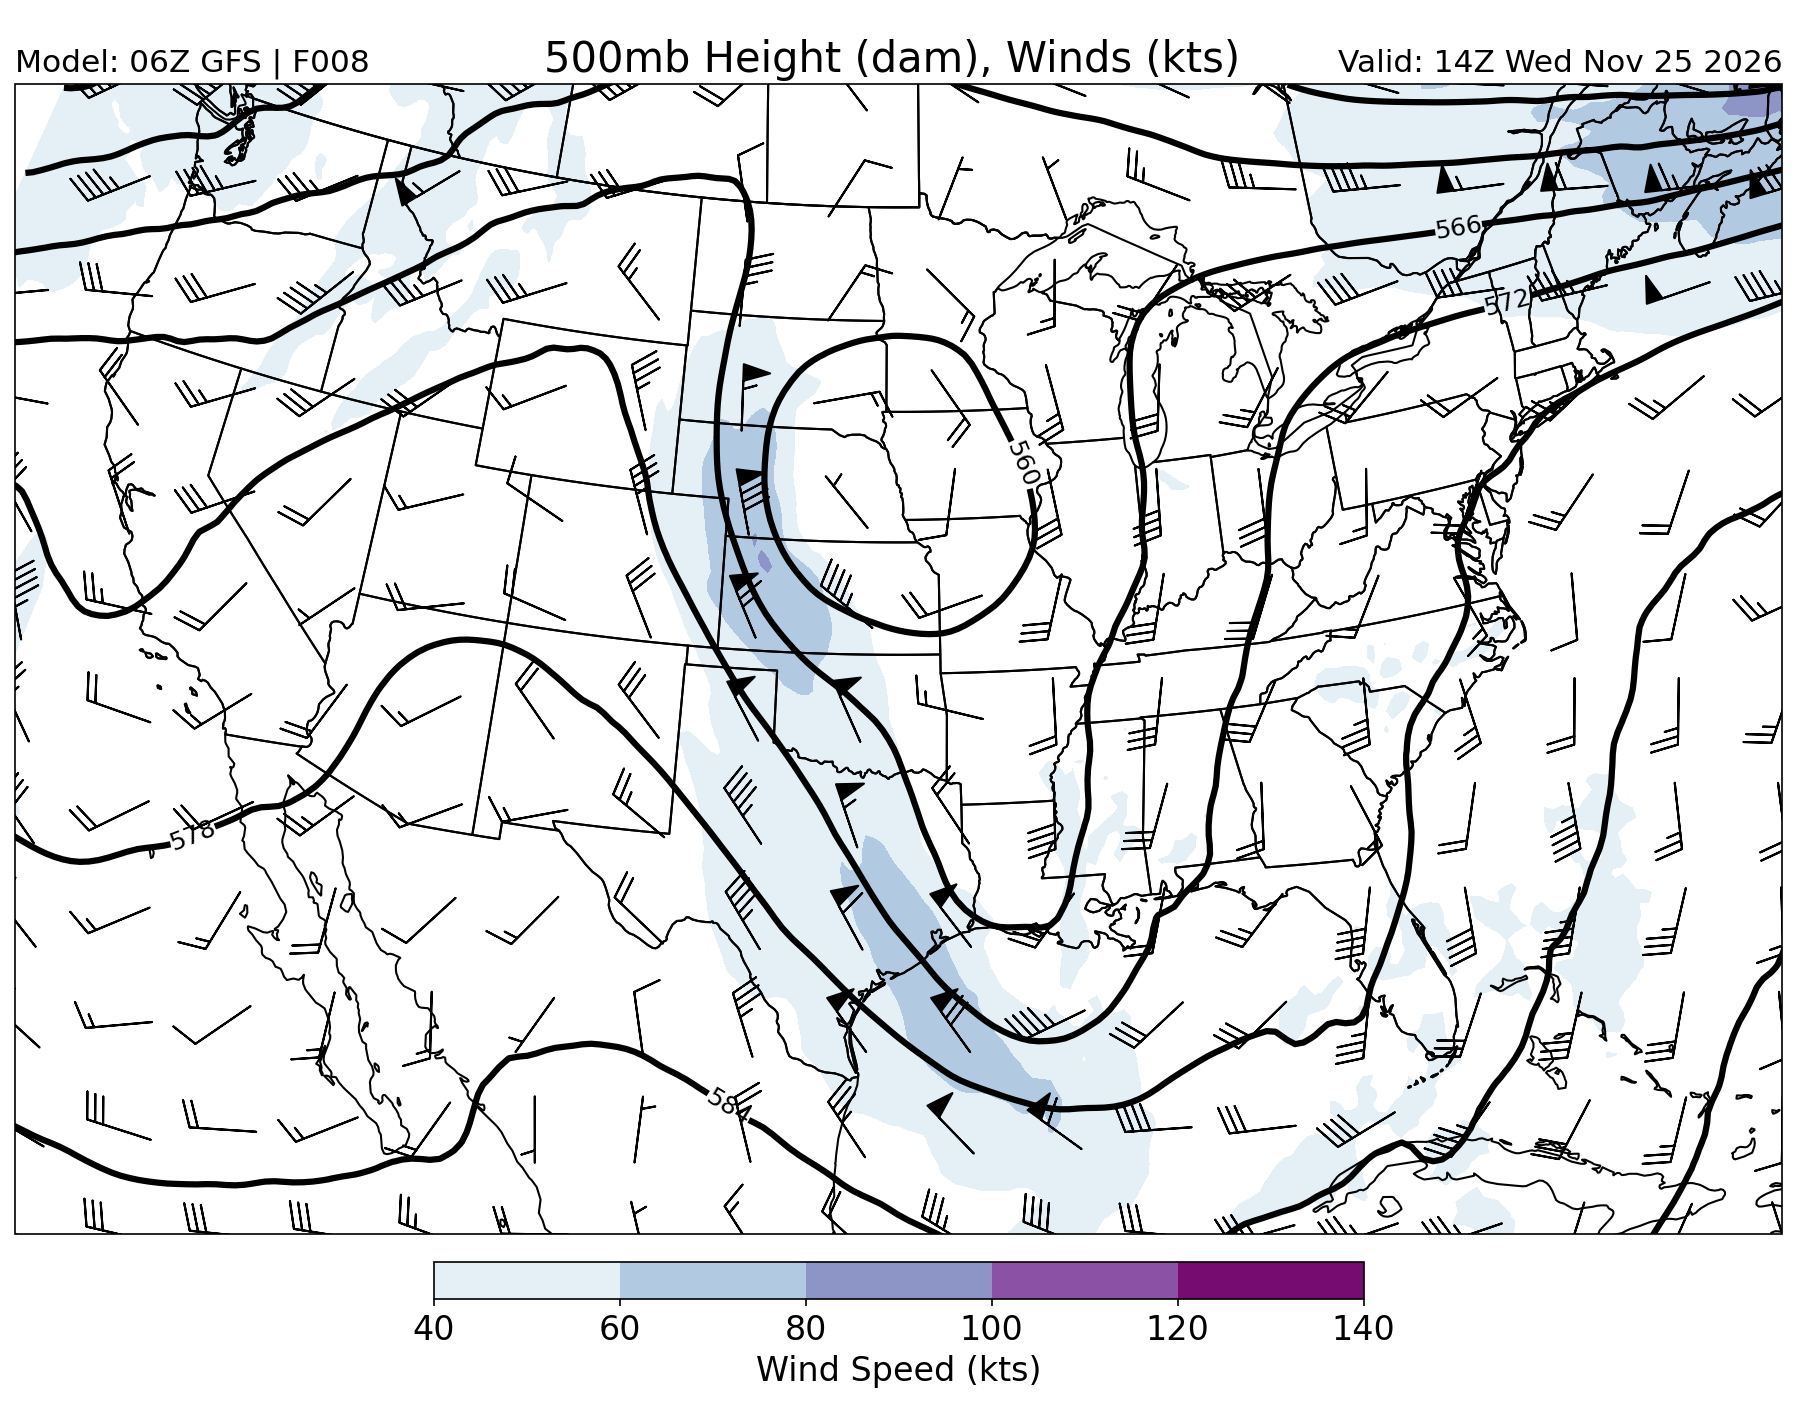 Model: 06Z GFS | F008
500mb Height (dam), Winds (kts)
Valid: 14Z Wed Nov 25 2026
566
572
560
578
584
40 60 80 100 120 140
Wind Speed (kts)